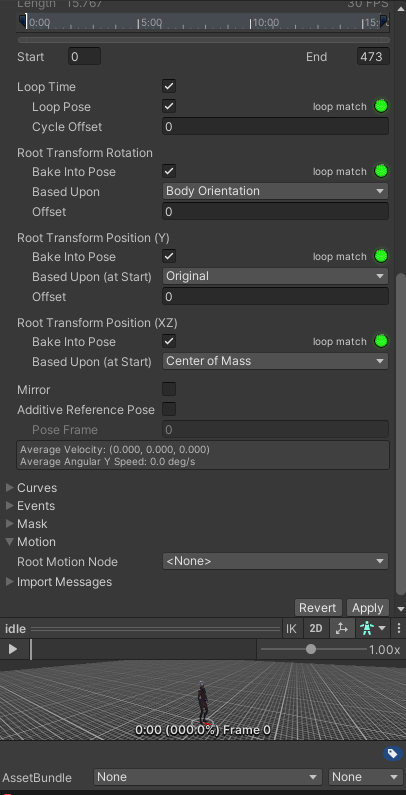 Length 15.767 30 FPS
0:00 5:00 10:00 15:
Start 0 End 473
Loop Time
Loop Pose loop match
Cycle Offset 0
Root Transform Rotation
Bake Into Pose loop match
Based Upon Body Orientation
Offset 0
Root Transform Position (Y)
Bake Into Pose loop match
Based Upon (at Start) Original
Offset 0
Root Transform Position (XZ)
Bake Into Pose loop match
Based Upon (at Start) Center of Mass
Mirror
Additive Reference Pose
Pose Frame 0
Average Velocity: (0.000, 0.000, 0.000)
Average Angular Y Speed: 0.0 deg/s
Curves
Events
Mask
Motion
Root Motion Node <None>
Import Messages
Revert Apply
idle IK 2D
1.00x
0:00 (000.0%) Frame 0
AssetBundle None None